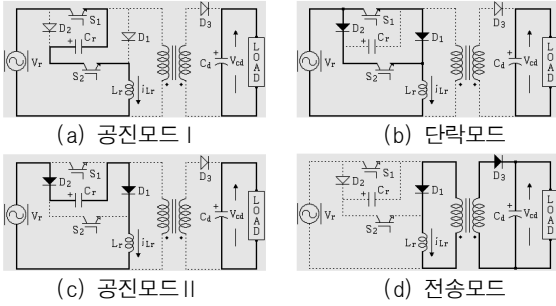 S1
D2
Cr
D1
D3
S2
Vr
Lr
iLr
Cd
Vcd
LOAD
(a) 공진모드Ⅰ
S1
D2
Cr
D1
D3
S2
Vr
Lr
iLr
Cd
Vcd
LOAD
(b) 단락모드
S1
D2
Cr
D1
D3
S2
Vr
Lr
iLr
Cd
Vcd
LOAD
(c) 공진모드Ⅱ
S1
D2
Cr
D1
D3
S2
Vr
Lr
iLr
Cd
Vcd
LOAD
(d) 전송모드